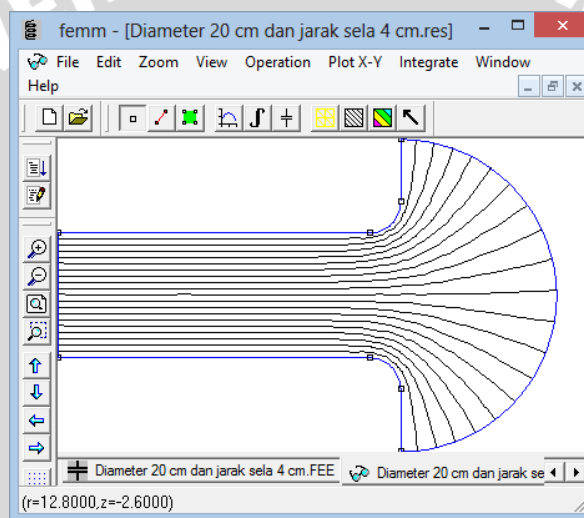 femm - [Diameter 20 cm dan jarak sela 4 cm.res]
File Edit Zoom View Operation Plot X-Y Integrate Window
Help
Diameter 20 cm dan jarak sela 4 cm.FEE Diameter 20 cm dan jarak se
(r=12.8000,z=-2.6000)